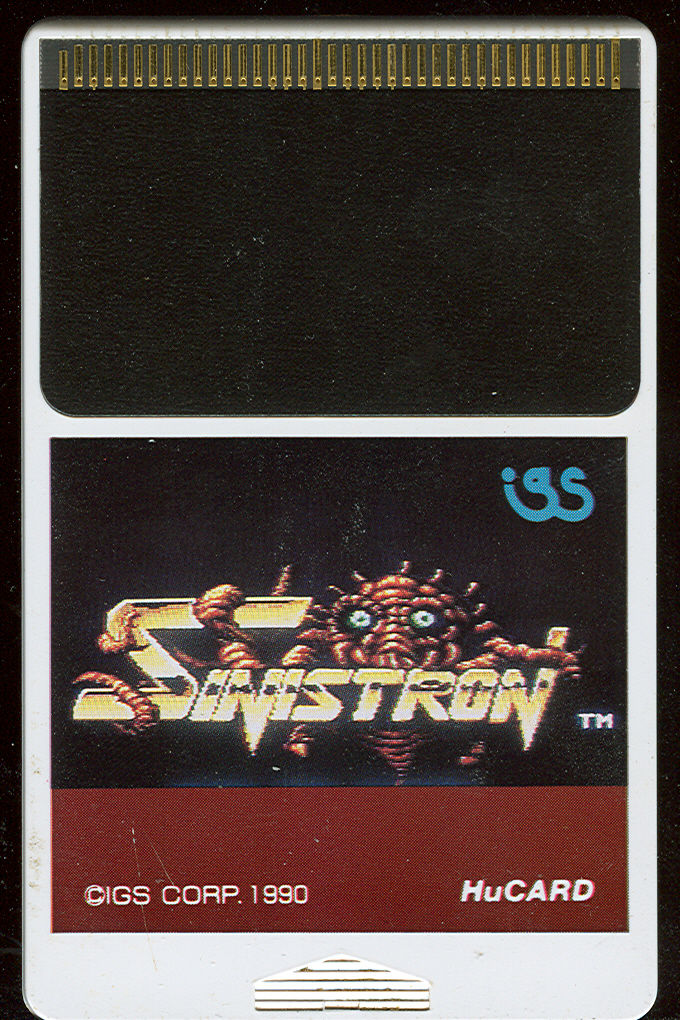 igs
SINISTRON
TM
©IGS CORP. 1990
HuCARD